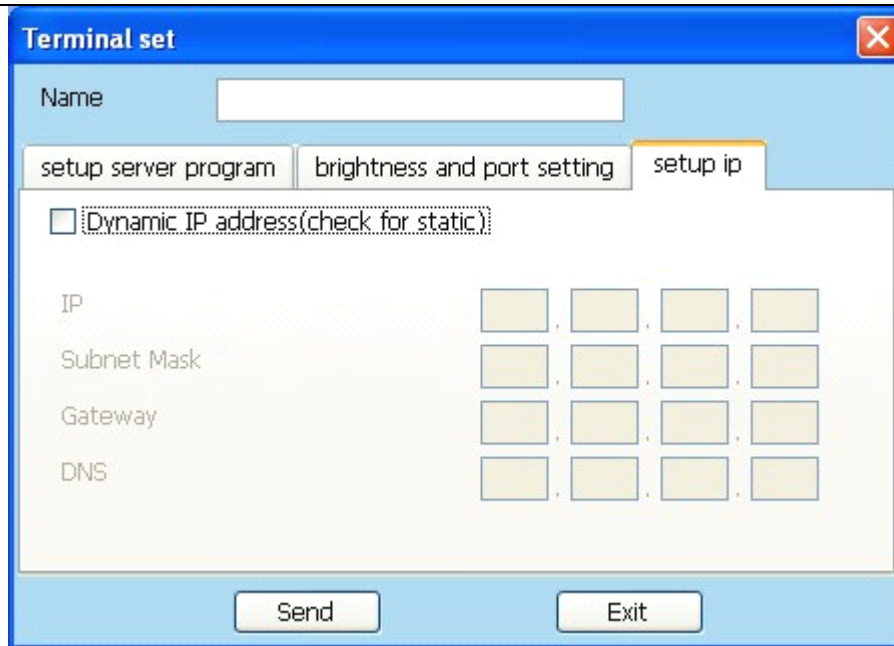 Terminal set
Name
setup server program
brightness and port setting
setup ip
Dynamic IP address(check for static)
IP
. . .
Subnet Mask
. . .
Gateway
. . .
DNS
. . .
Send
Exit